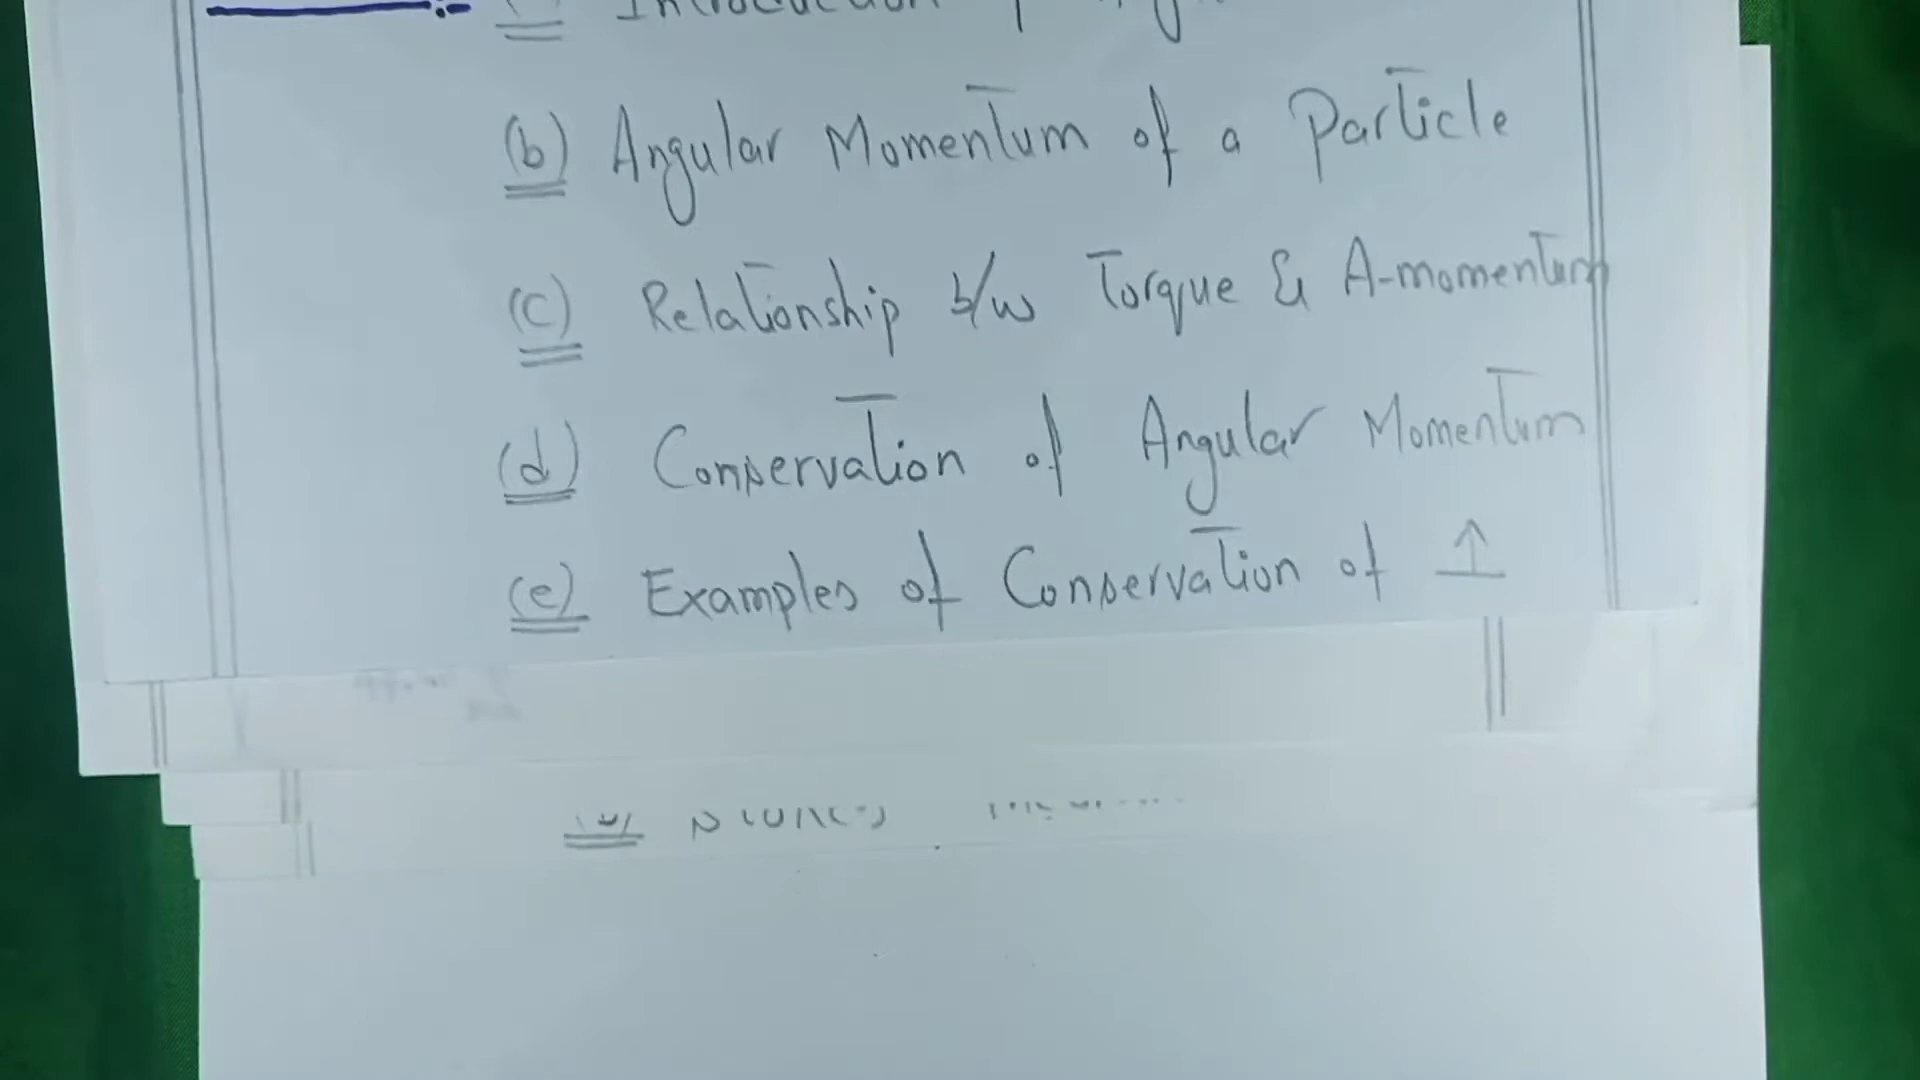 (b) Angular Momentum of a Particle
(c) Relationship b/w Torque & A-momentum
(d) Conservation of Angular Momentum
(e) Examples of Conservation of ↑